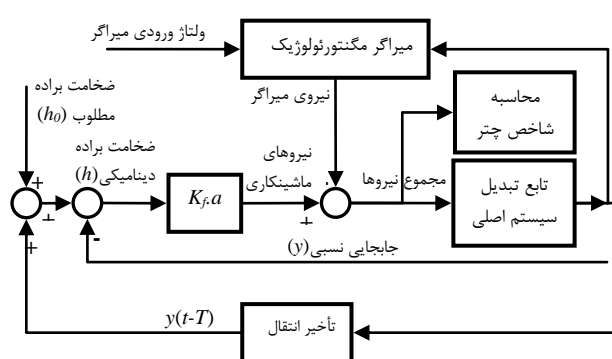 ولتاژ ورودی میراگر
میراگر مگنتورئولوژیک
ضخامت براده
مطلوب (h0)
نیروی میراگر
محاسبه
شاخص چتر
ضخامت براده
دینامیکی(h)
نیروهای
ماشینکاری
Kf.a
مجموع نیروها
تابع تبدیل
سیستم اصلی
+
+
+
+
-
+
-
جابجایی نسبی(y)
y(t-T)
تأخیر انتقال